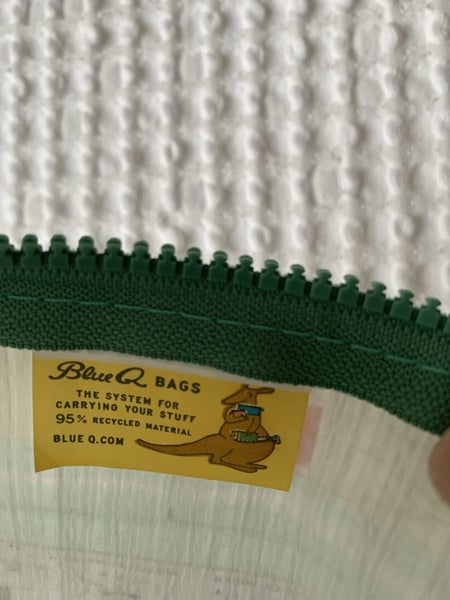 Blue Q BAGS
THE SYSTEM FOR
CARRYING YOUR STUFF
95% RECYCLED MATERIAL
BLUE Q.COM